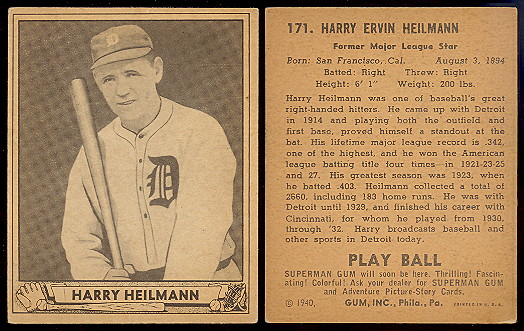 D
D
HARRY HEILMANN
171. HARRY ERVIN HEILMANN
Former Major League Star
Born: San Francisco, Cal. August 3, 1894
Batted: Right Threw: Right
Height: 6' 1" Weight: 200 lbs.
Harry Heilmann was one of baseball's great
right-handed hitters. He came up with Detroit
in 1914 and playing both the outfield and
first base, proved himself a standout at the
bat. His lifetime major league record is .342,
one of the highest, and he won the American
league batting title four times — in 1921-23-25
and 27. His greatest season was 1923, when
he batted .403. Heilmann collected a total of
2660, including 183 home runs. He was with
Detroit until 1929, and finished his career with
Cincinnati, for whom he played from 1930,
through '32. Harry broadcasts baseball and
other sports in Detroit today.
PLAY BALL
SUPERMAN GUM will soon be here. Thrilling! Fascin-
ating! Colorful! Ask your dealer for SUPERMAN GUM
and Adventure Picture-Story Cards.
© 1940, GUM, INC., Phila., Pa. PRINTED IN U. S. A.